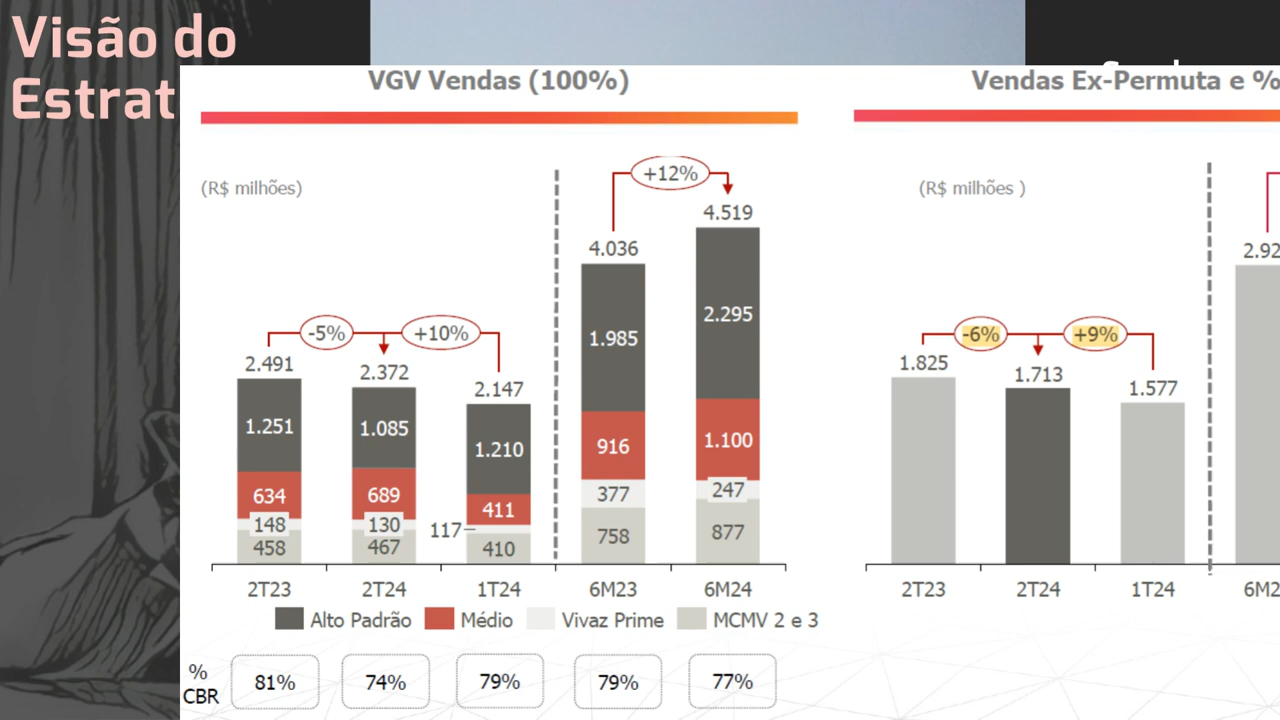 Visão do
Estrat
VGV Vendas (100%)
(R$ milhões)
+12%
4.519
4.036
2.295
1.985
-5%
+10%
2.491
2.372
2.147
1.251
1.085
1.210
916
1.100
634
689
411
377
247
148
130
117
458
467
410
758
877
2T23
2T24
1T24
6M23
6M24
Alto Padrão
Médio
Vivaz Prime
MCMV 2 e 3
% CBR
81%
74%
79%
79%
77%
Vendas Ex-Permuta e %
(R$ milhões )
2.92
-6%
+9%
1.825
1.713
1.577
2T23
2T24
1T24
6M2